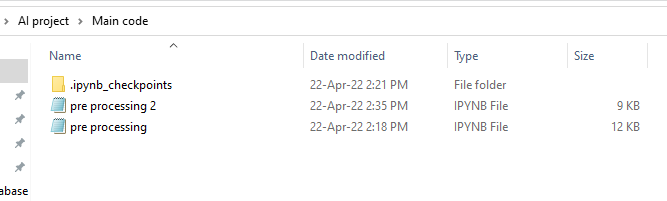 AI project > Main code
Name Date modified Type Size
.ipynb_checkpoints 22-Apr-22 2:21 PM File folder
pre processing 2 22-Apr-22 2:35 PM IPYNB File 9 KB
pre processing 22-Apr-22 2:18 PM IPYNB File 12 KB
abase